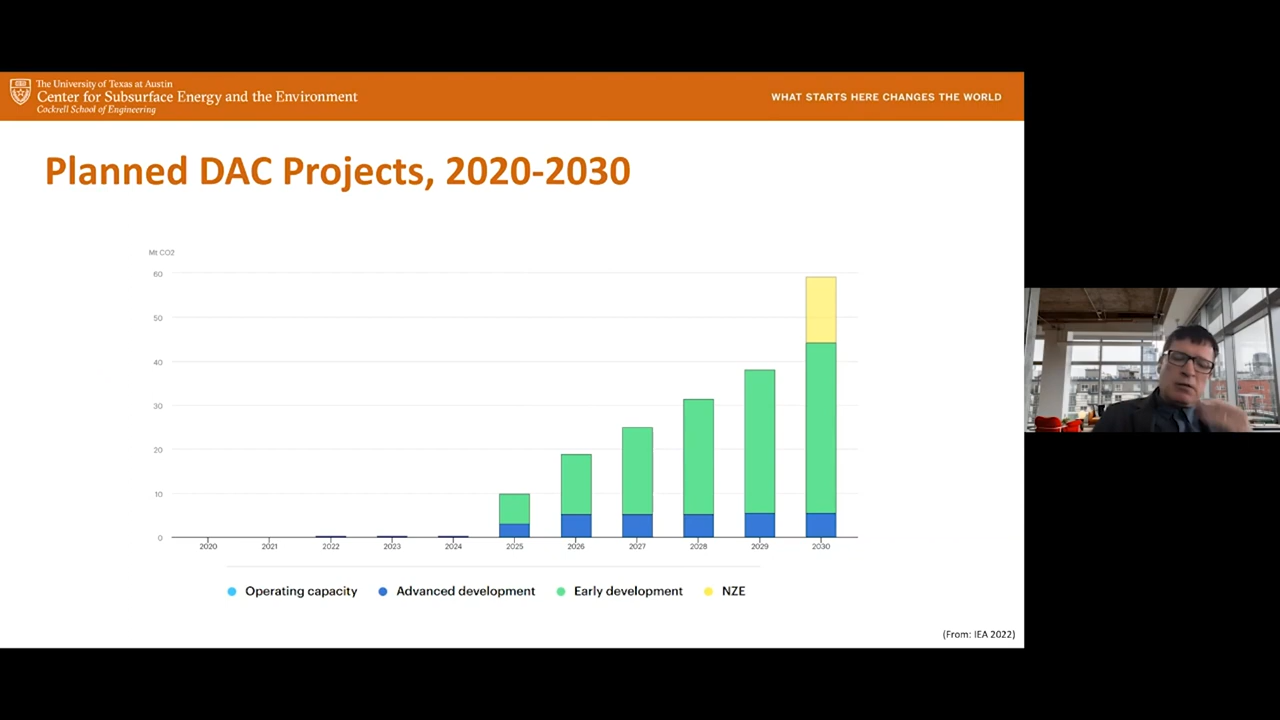 The University of Texas at Austin
Center for Subsurface Energy and the Environment
Cockrell School of Engineering
WHAT STARTS HERE CHANGES THE WORLD
Planned DAC Projects, 2020-2030
Mt CO2
60
50
40
30
20
10
0
2020 2021 2022 2023 2024 2025 2026 2027 2028 2029 2030
Operating capacity Advanced development Early development NZE
(From: IEA 2022)